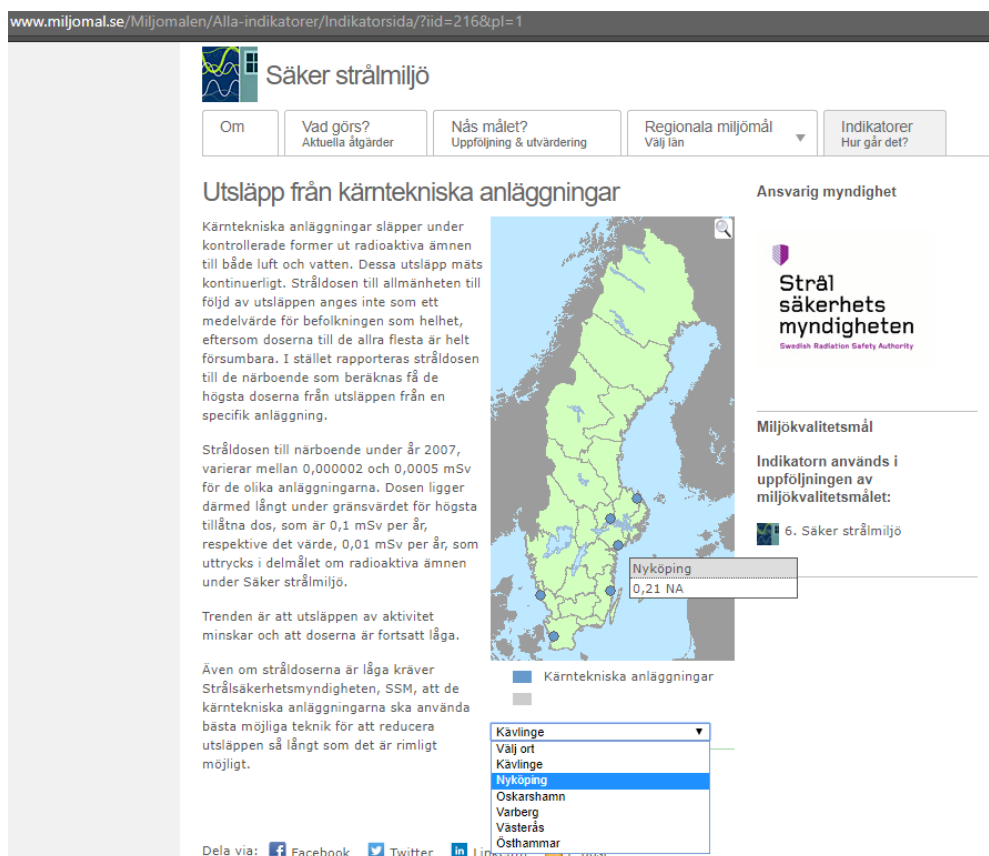 www.miljomal.se/Miljomalen/Alla-indikatorer/Indikatorsida/?iid=216&pl=1
Säker strålmiljö
Om
Vad görs?
Aktuella åtgärder
Nås målet?
Uppföljning & utvärdering
Regionala miljömål
Välj län
Indikatorer
Hur går det?
Utsläpp från kärntekniska anläggningar
Kärntekniska anläggningar släpper under
kontrollerade former ut radioaktiva ämnen
till både luft och vatten. Dessa utsläpp mäts
kontinuerligt. Stråldosen till allmänheten till
följd av utsläppen anges inte som ett
medelvärde för befolkningen som helhet,
eftersom doserna till de allra flesta är helt
försumbara. I stället rapporteras stråldosen
till de närboende som beräknas få de
högsta doserna från utsläppen från en
specifik anläggning.
Stråldosen till närboende under år 2007,
varierar mellan 0,000002 och 0,0005 mSv
för de olika anläggningarna. Dosen ligger
därmed långt under gränsvärdet för högsta
tillåtna dos, som är 0,1 mSv per år,
respektive det värde, 0,01 mSv per år, som
uttrycks i delmålet om radioaktiva ämnen
under Säker strålmiljö.
Trenden är att utsläppen av aktivitet
minskar och att doserna är fortsatt låga.
Även om stråldoserna är låga kräver
Strålsäkerhetsmyndigheten, SSM, att de
kärntekniska anläggningarna ska använda
bästa möjliga teknik för att reducera
utsläppen så långt som det är rimligt
möjligt.
Nyköping
0,21 NA
Kärntekniska anläggningar
Kävlinge
Välj ort
Kävlinge
Nyköping
Oskarshamn
Varberg
Västerås
Östhammar
Ansvarig myndighet
Strål
säkerhets
myndigheten
Swedish Radiation Safety Authority
Miljökvalitetsmål
Indikatorn används i
uppföljningen av
miljökvalitetsmålet:
6. Säker strålmiljö
Dela via: Facebook Twitter